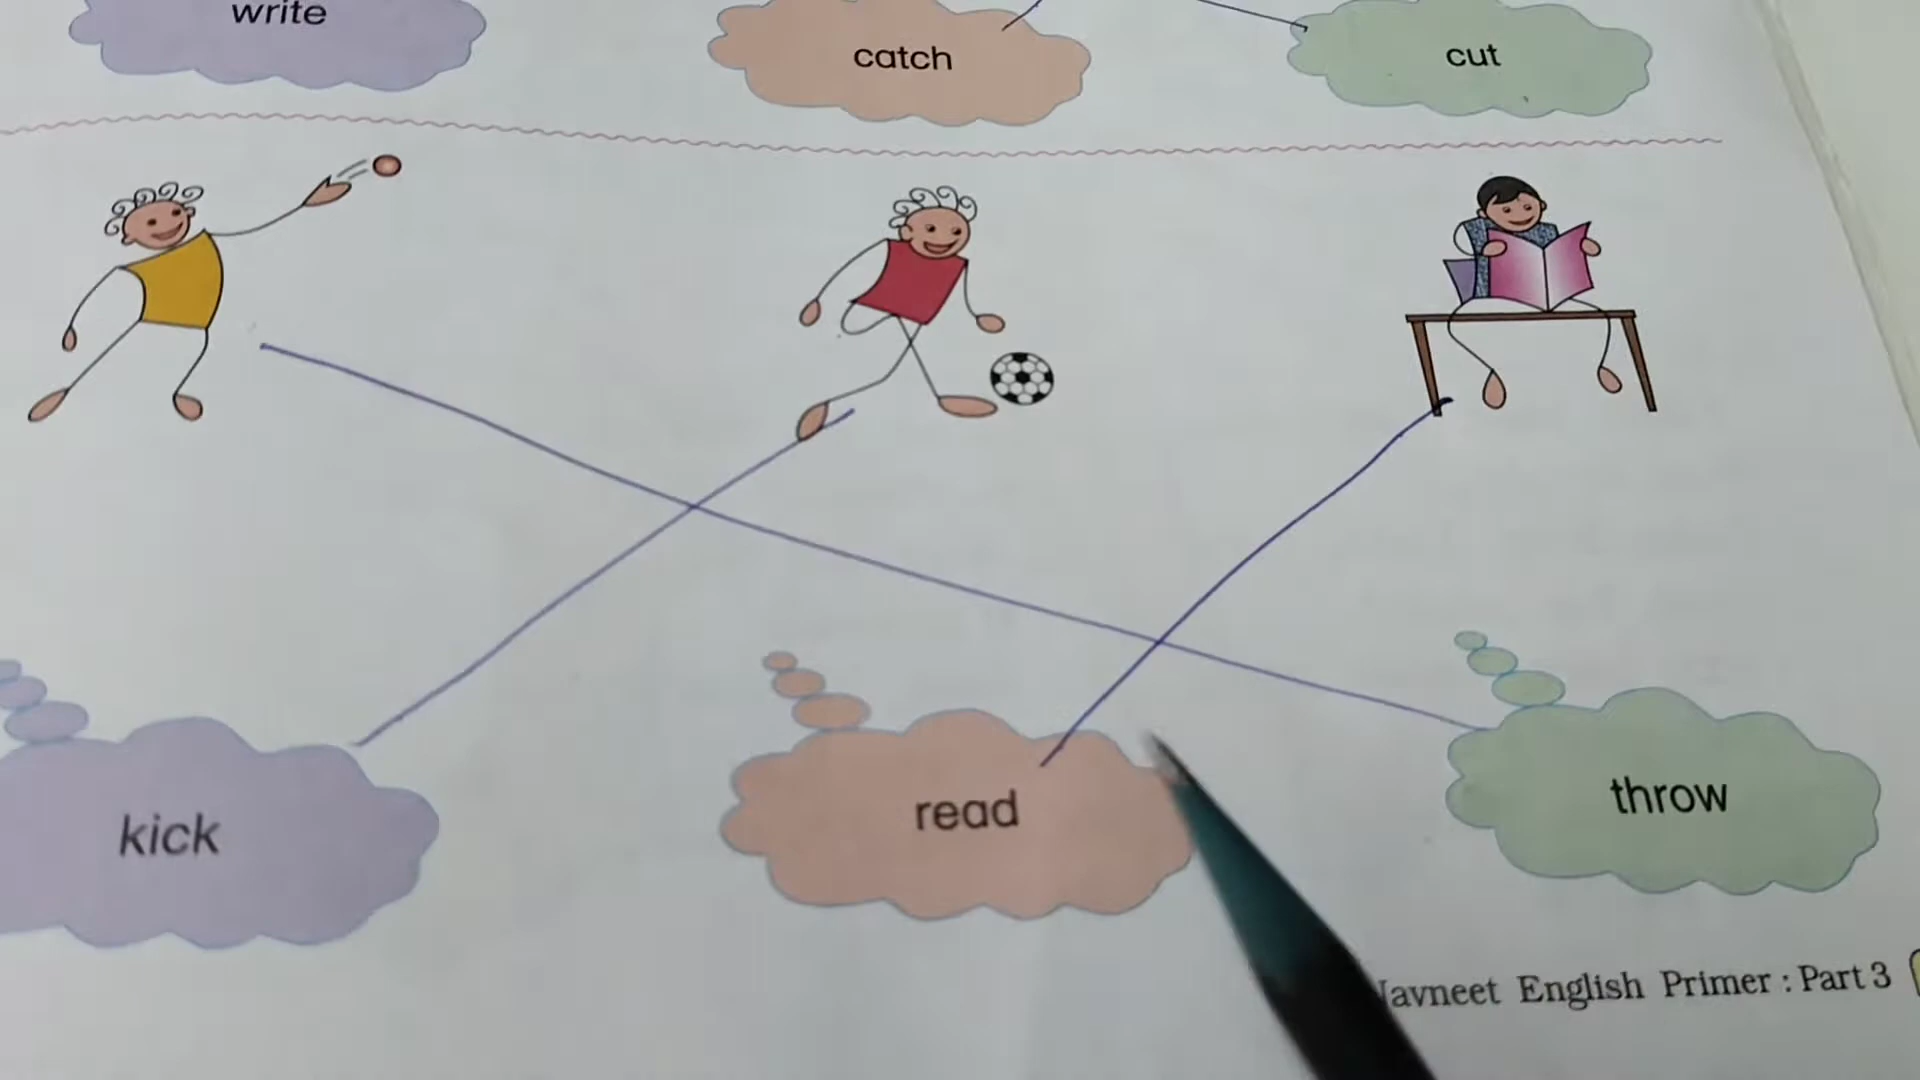 write
catch
cut
kick
read
throw
Navneet English Primer : Part 3